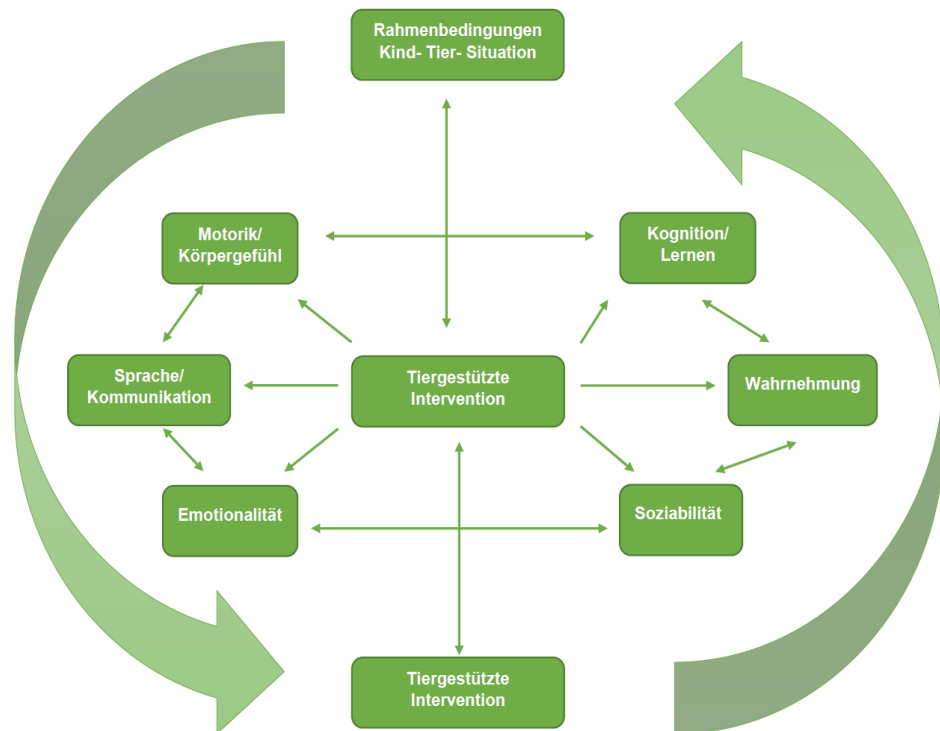 Rahmenbedingungen
Kind- Tier- Situation
Motorik/
Körpergefühl
Kognition/
Lernen
Sprache/
Kommunikation
Tiergestützte
Intervention
Wahrnehmung
Emotionalität
Soziabilität
Tiergestützte
Intervention